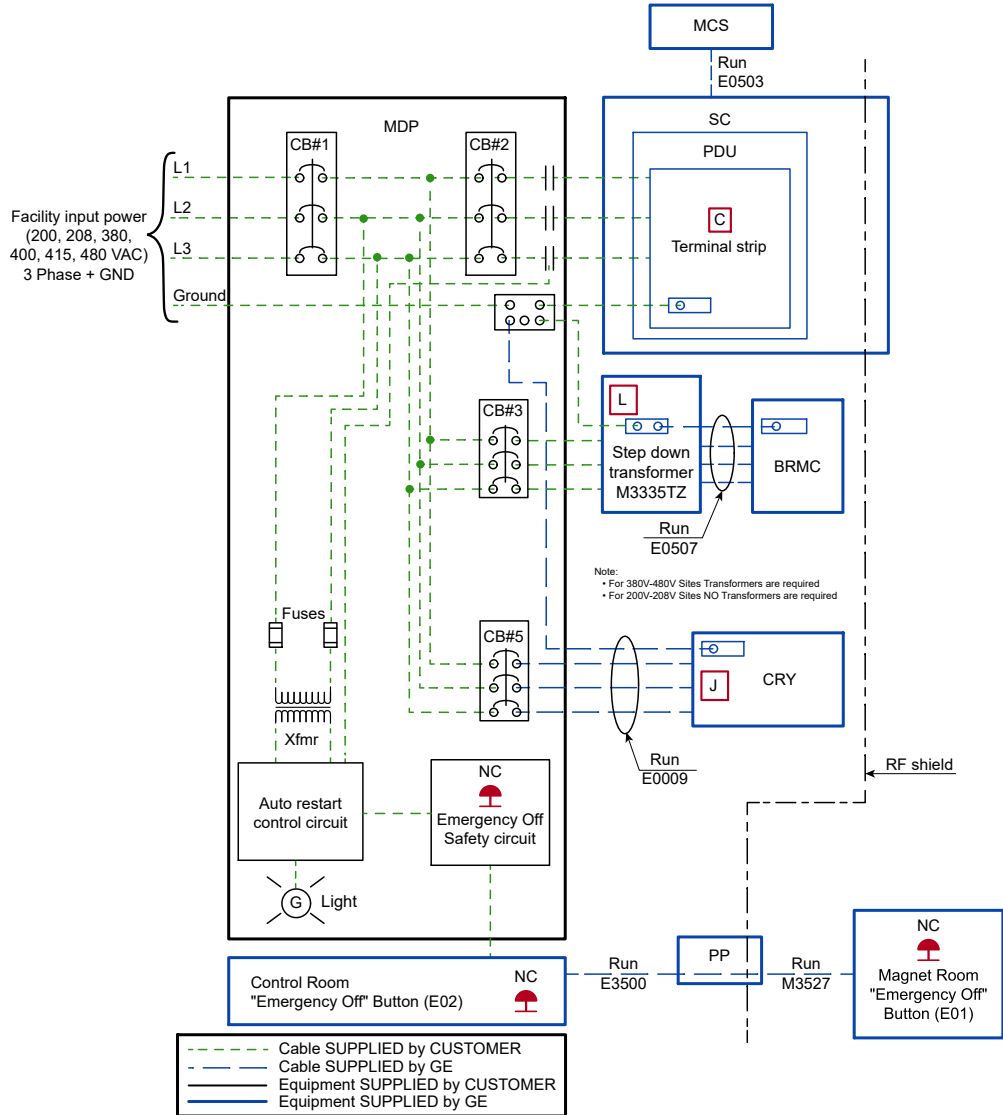 MCS
Run
E0503
MDP
CB#1
CB#2
SC
PDU
C
Terminal strip
L1
L2
L3
Ground
Facility input power
(200, 208, 380,
400, 415, 480 VAC)
3 Phase + GND
CB#3
L
Step down
transformer
M3335TZ
BRMC
Run
E0507
Note:
• For 380V-480V Sites Transformers are required
• For 200V-208V Sites NO Transformers are required
Fuses
CB#5
J
CRY
Xfmr
Run
E0009
RF shield
Auto restart
control circuit
NC
Emergency Off
Safety circuit
G
Light
Control Room
"Emergency Off" Button (E02)
NC
Run
E3500
PP
Run
M3527
NC
Magnet Room
"Emergency Off"
Button (E01)
Cable SUPPLIED by CUSTOMER
Cable SUPPLIED by GE
Equipment SUPPLIED by CUSTOMER
Equipment SUPPLIED by GE